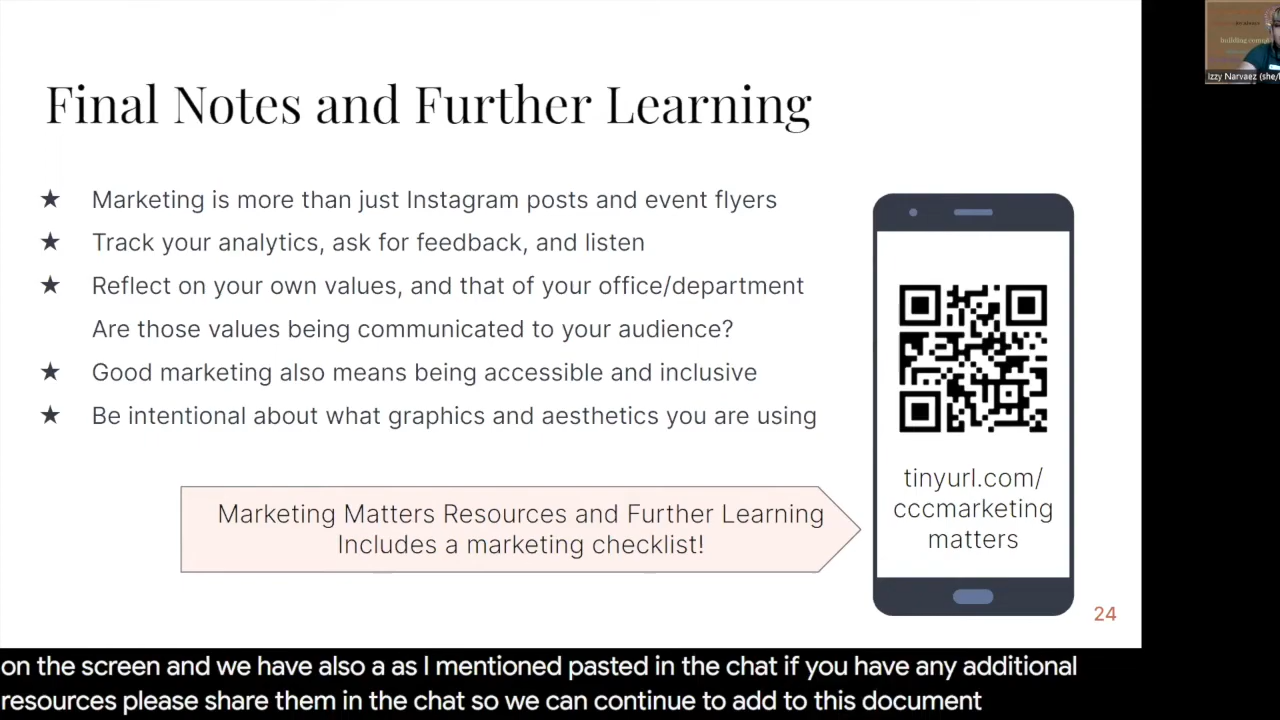 Final Notes and Further Learning
★ Marketing is more than just Instagram posts and event flyers
★ Track your analytics, ask for feedback, and listen
★ Reflect on your own values, and that of your office/department
Are those values being communicated to your audience?
★ Good marketing also means being accessible and inclusive
★ Be intentional about what graphics and aesthetics you are using
Marketing Matters Resources and Further Learning
Includes a marketing checklist!
tinyurl.com/
cccmarketing
matters
24
Izzy Narvaez (she/
on the screen and we have also a as I mentioned pasted in the chat if you have any additional
resources please share them in the chat so we can continue to add to this document